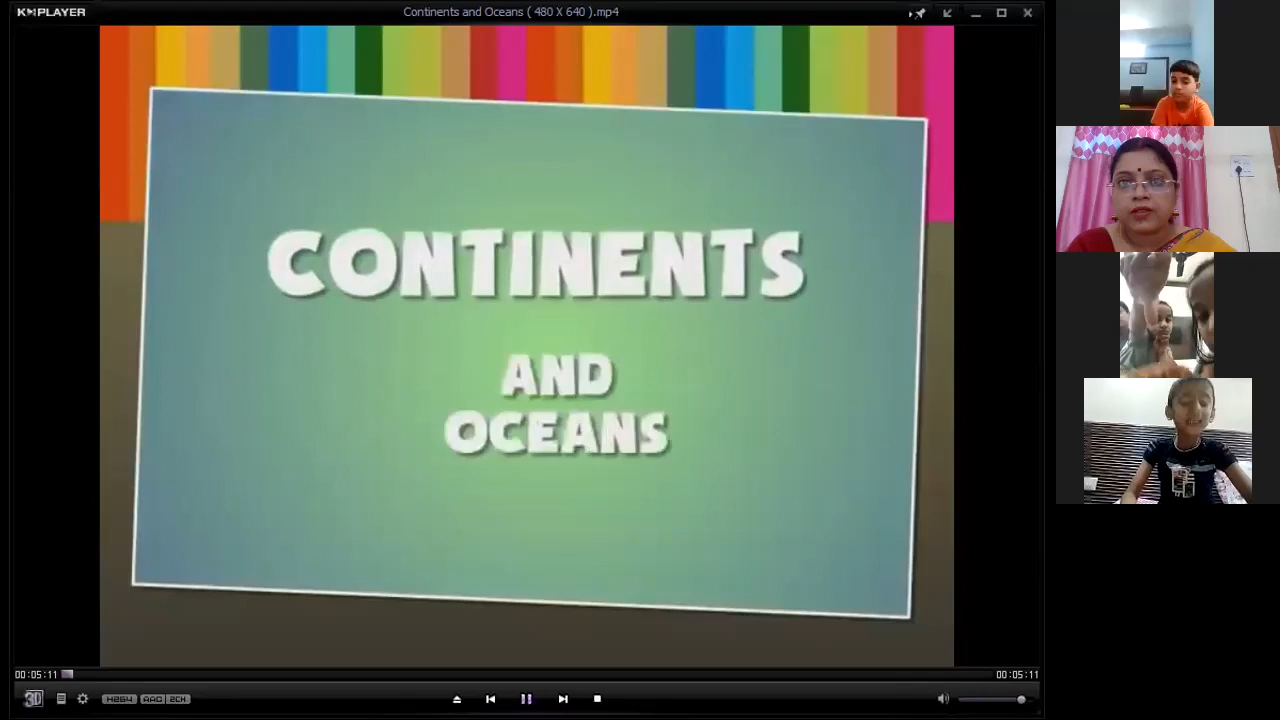 KMPLAYER
Continents and Oceans ( 480 X 640 ).mp4
CONTINENTS
AND
OCEANS
00:05:11
00:05:11
3D
H264 AAC 2CH